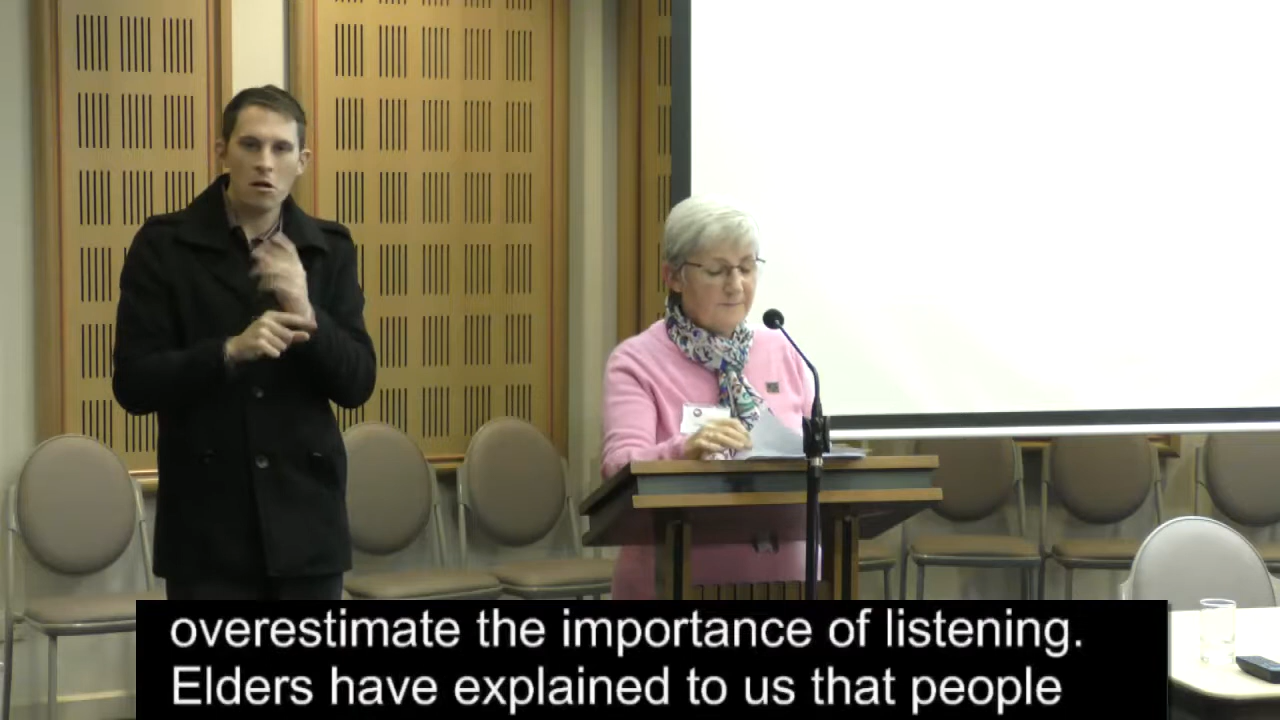 overestimate the importance of listening.
Elders have explained to us that people